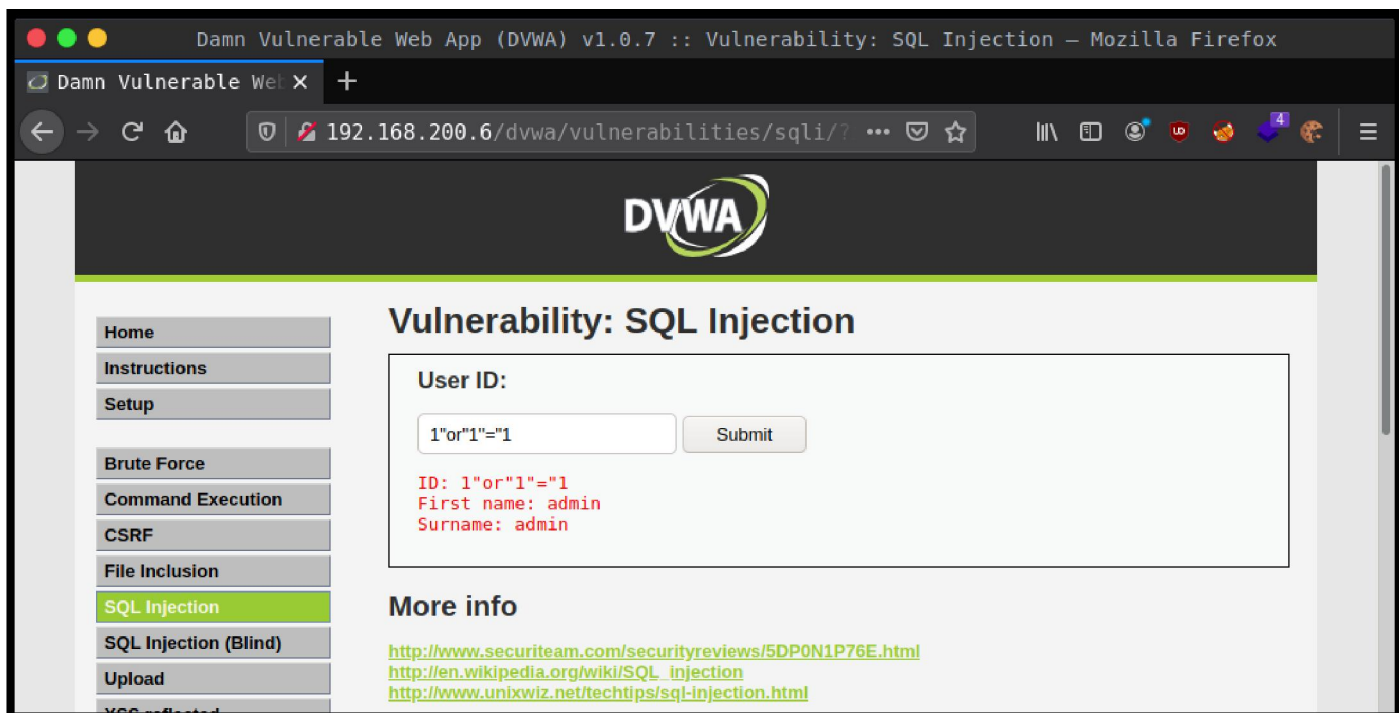 Damn Vulnerable Web App (DVWA) v1.0.7 :: Vulnerability: SQL Injection — Mozilla Firefox
Damn Vulnerable Web
192.168.200.6/dvwa/vulnerabilities/sqli/?
4
DVWA
Home
Instructions
Setup
Brute Force
Command Execution
CSRF
File Inclusion
SQL Injection
SQL Injection (Blind)
Upload
XSS reflected
Vulnerability: SQL Injection
User ID:
1"or"1"="1
Submit
ID: 1"or"1"="1
First name: admin
Surname: admin
More info
http://www.securiteam.com/securityreviews/5DP0N1P76E.html
http://en.wikipedia.org/wiki/SQL_injection
http://www.unixwiz.net/techtips/sql-injection.html